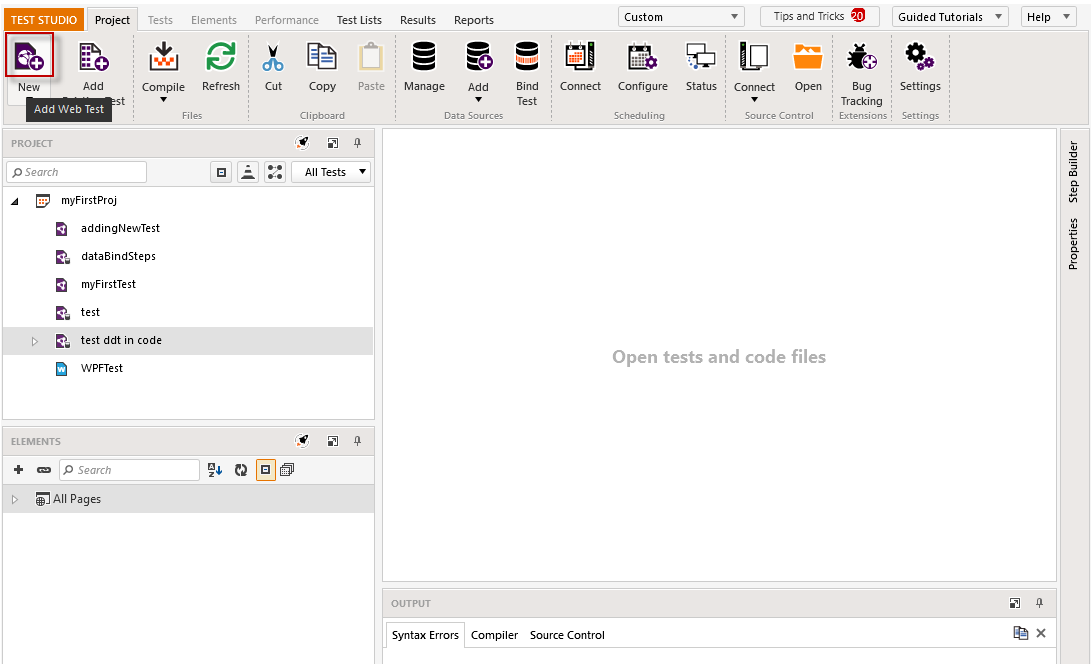 TEST STUDIO Project Tests Elements Performance Test Lists Results Reports Custom Tips and Tricks 20 Guided Tutorials Help
New Add Test Compile Refresh Cut Copy Paste Manage Add Bind Test Connect Configure Status Connect Open Bug Tracking Settings
Add Web Test
Files Clipboard Data Sources Scheduling Source Control Extensions Settings
PROJECT
Search All Tests
myFirstProj
addingNewTest
dataBindSteps
myFirstTest
test
test ddt in code
WPFTest
ELEMENTS
Search
All Pages
Open tests and code files
Step Builder
Properties
OUTPUT
Syntax Errors Compiler Source Control